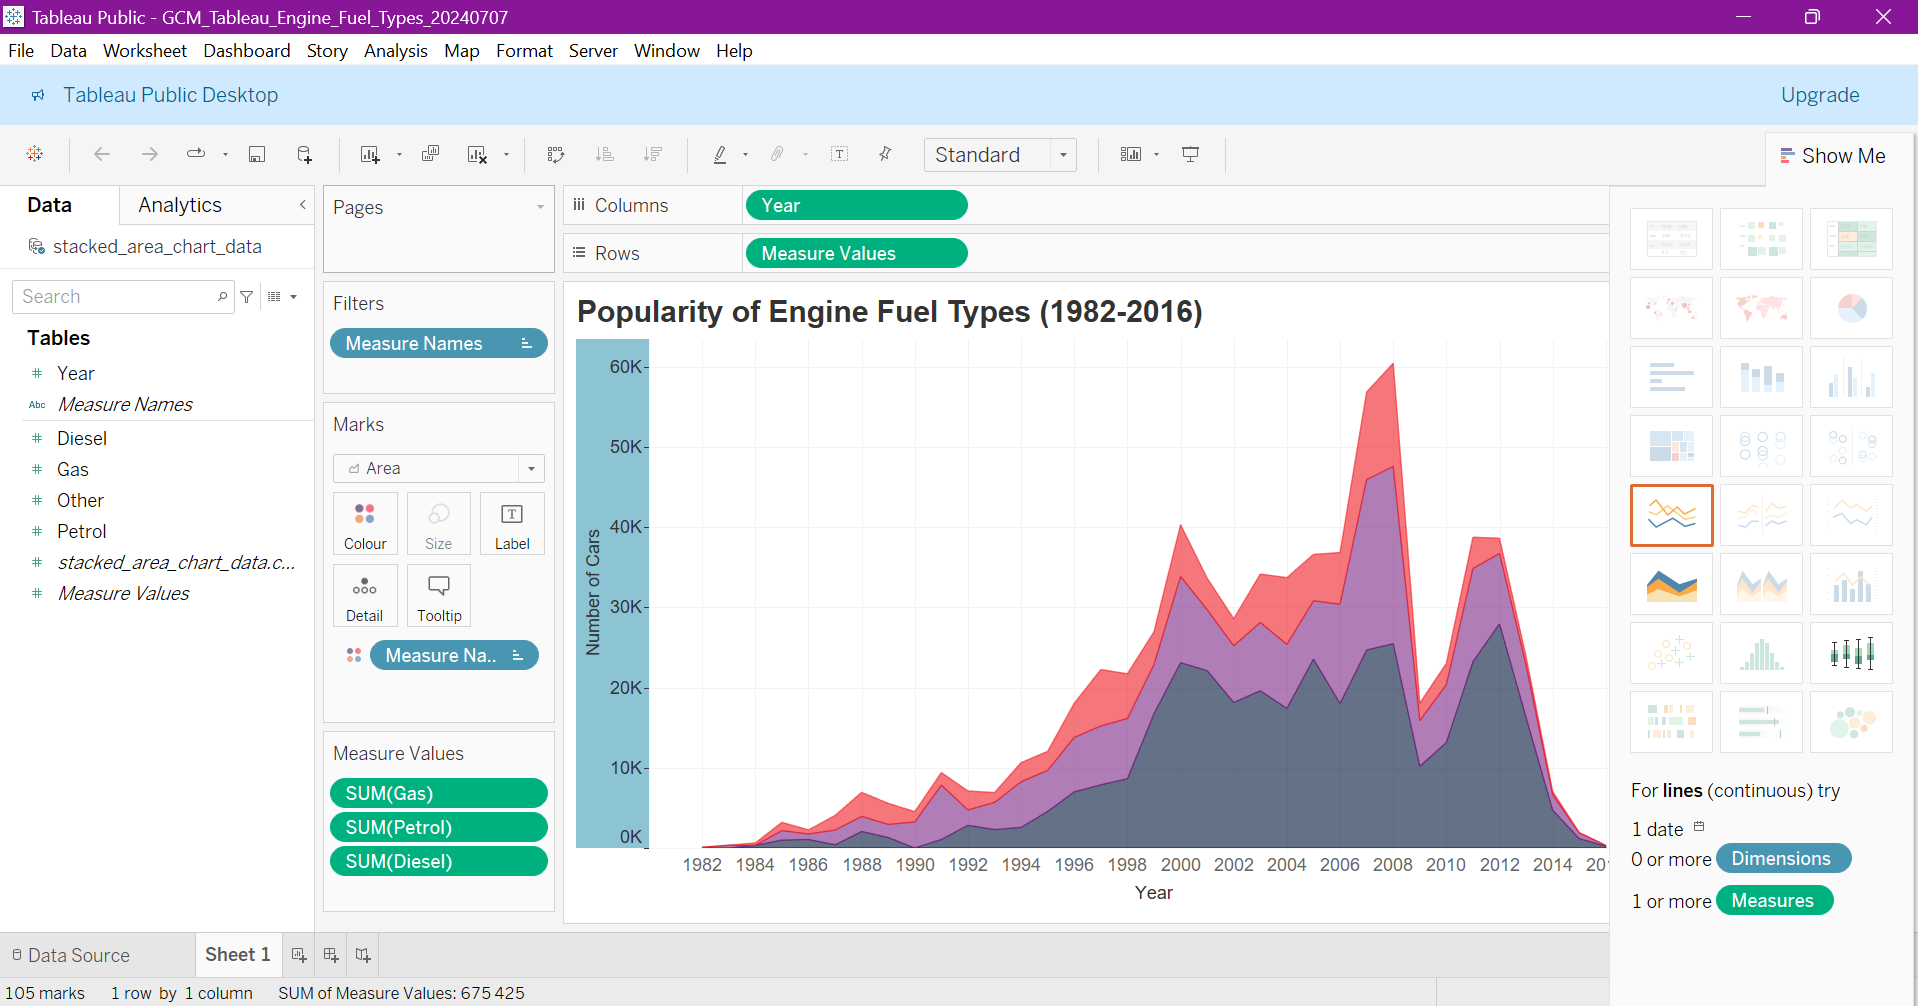 Tableau Public - GCM_Tableau_Engine_Fuel_Types_20240707
File Data Worksheet Dashboard Story Analysis Map Format Server Window Help
Tableau Public Desktop
Upgrade
Standard
Show Me
Data
Analytics
stacked_area_chart_data
Search
Tables
Year
Abc Measure Names
Diesel
Gas
Other
Petrol
stacked_area_chart_data.c...
Measure Values
Pages
Filters
Measure Names
Marks
Area
Colour
Size
Label
Detail
Tooltip
Measure Na..
Measure Values
SUM(Gas)
SUM(Petrol)
SUM(Diesel)
Columns
Year
Rows
Measure Values
Popularity of Engine Fuel Types (1982-2016)
60K
50K
40K
30K
20K
10K
0K
Number of Cars
1982 1984 1986 1988 1990 1992 1994 1996 1998 2000 2002 2004 2006 2008 2010 2012 2014 20
Year
For lines (continuous) try
1 date
0 or more Dimensions
1 or more Measures
Data Source
Sheet 1
105 marks
1 row by 1 column
SUM of Measure Values: 675 425